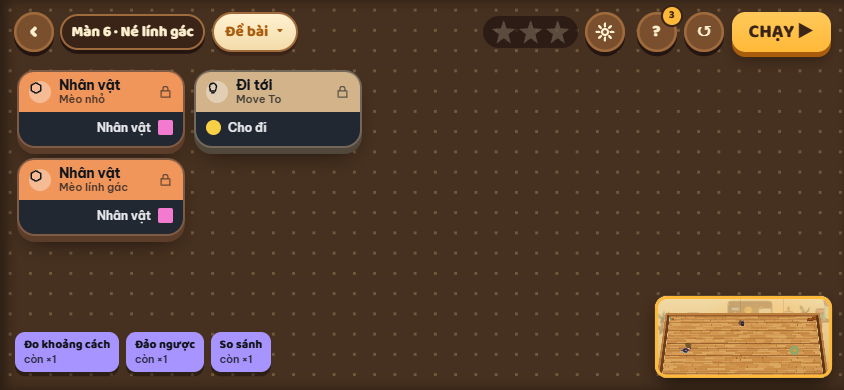 Màn 6 · Né lính gác
Đề bài
3
?
CHẠY
Nhân vật
Mèo nhỏ
Nhân vật
Đi tới
Move To
Cho đi
Nhân vật
Mèo lính gác
Nhân vật
Đo khoảng cách
còn ×1
Đảo ngược
còn ×1
So sánh
còn ×1